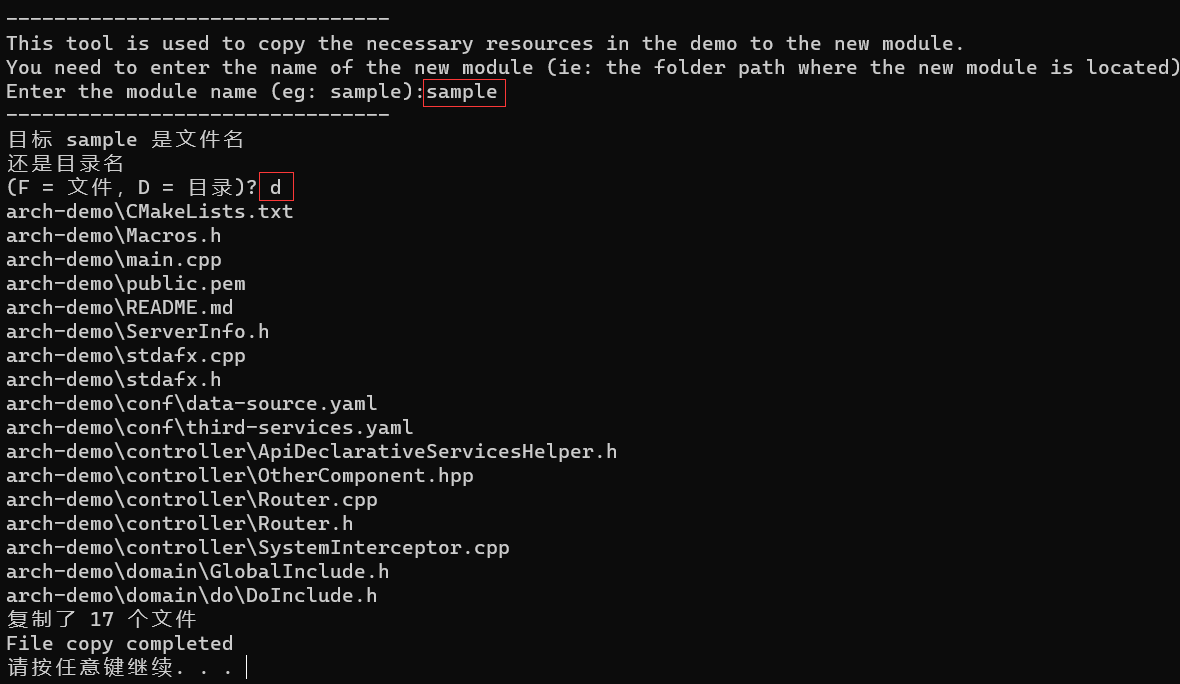 --------------------------------
This tool is used to copy the necessary resources in the demo to the new module.
You need to enter the name of the new module (ie: the folder path where the new module is located)
Enter the module name (eg: sample):sample
--------------------------------
目标 sample 是文件名
还是目录名
(F = 文件, D = 目录)? d
arch-demo\CMakeLists.txt
arch-demo\Macros.h
arch-demo\main.cpp
arch-demo\public.pem
arch-demo\README.md
arch-demo\ServerInfo.h
arch-demo\stdafx.cpp
arch-demo\stdafx.h
arch-demo\conf\data-source.yaml
arch-demo\conf\third-services.yaml
arch-demo\controller\ApiDeclarativeServicesHelper.h
arch-demo\controller\OtherComponent.hpp
arch-demo\controller\Router.cpp
arch-demo\controller\Router.h
arch-demo\controller\SystemInterceptor.cpp
arch-demo\domain\GlobalInclude.h
arch-demo\domain\do\DoInclude.h
复制了 17 个文件
File copy completed
请按任意键继续. . .